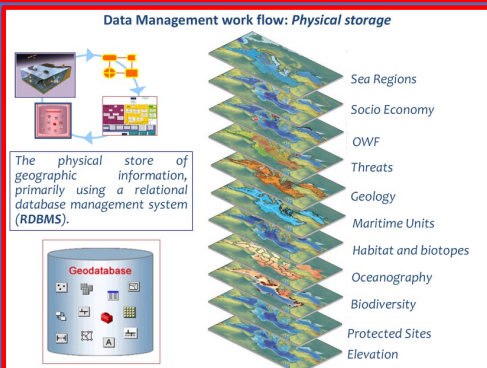 Data Management work flow: Physical storage
The physical store of
geographic information,
primarily using a relational
database management system
(RDBMS).
Geodatabase
A
Sea Regions
Socio Economy
OWF
Threats
Geology
Maritime Units
Habitat and biotopes
Oceanography
Biodiversity
Protected Sites
Elevation